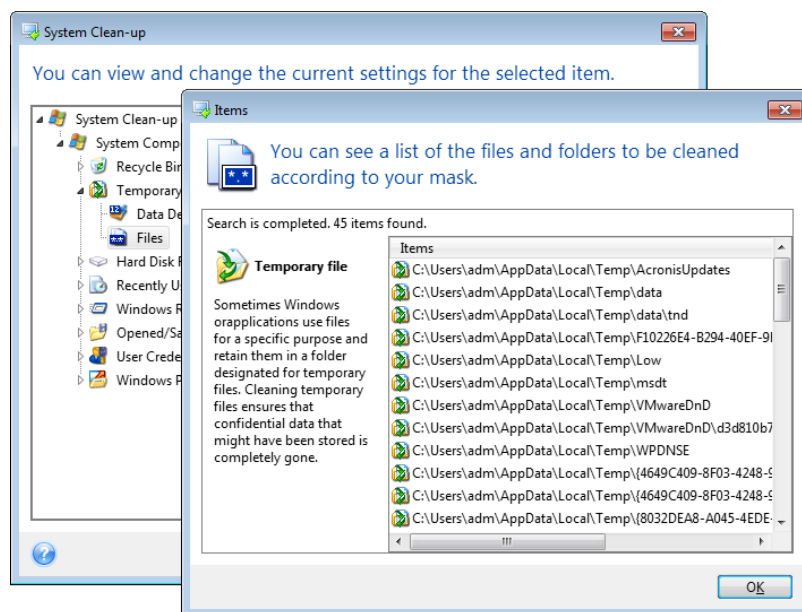 System Clean-up
You can view and change the current settings for the selected item.
System Clean-up
System Comp
Recycle Bin
Temporary
Data De
Files
Hard Disk F
Recently U
Windows R
Opened/Sa
User Crede
Windows P
Items
You can see a list of the files and folders to be cleaned
according to your mask.
Search is completed. 45 items found.
Temporary file
Sometimes Windows
orapplications use files
for a specific purpose and
retain them in a folder
designated for temporary
files. Cleaning temporary
files ensures that
confidential data that
might have been stored is
completely gone.
Items
C:\Users\adm\AppData\Local\Temp\AcronisUpdates
C:\Users\adm\AppData\Local\Temp\data
C:\Users\adm\AppData\Local\Temp\data\tnd
C:\Users\adm\AppData\Local\Temp\F10226E4-B294-40EF-9
C:\Users\adm\AppData\Local\Temp\Low
C:\Users\adm\AppData\Local\Temp\msdt
C:\Users\adm\AppData\Local\Temp\VMwareDnD
C:\Users\adm\AppData\Local\Temp\VMwareDnD\d3d810b7
C:\Users\adm\AppData\Local\Temp\WPDNSE
C:\Users\adm\AppData\Local\Temp\{4649C409-8F03-4248-9
C:\Users\adm\AppData\Local\Temp\{4649C409-8F03-4248-9
C:\Users\adm\AppData\Local\Temp\{8032DEA8-A045-4EDE-
OK